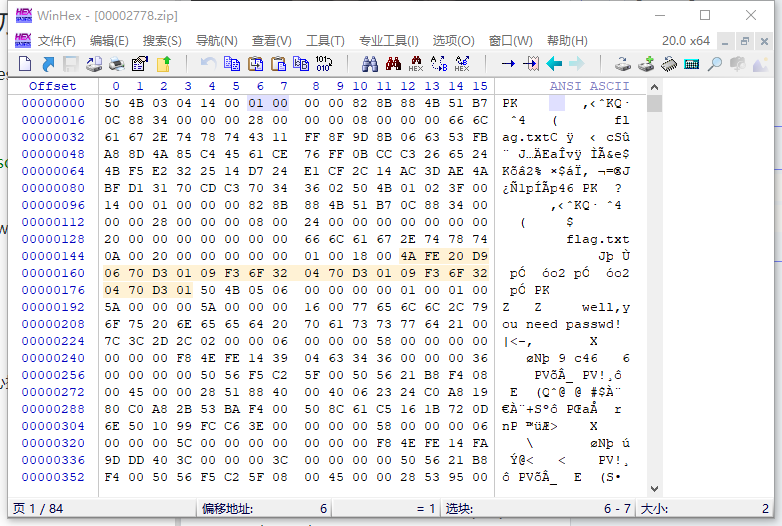 WinHex - [00002778.zip]
文件(F) 编辑(E) 搜索(S) 导航(N) 查看(V) 工具(T) 专业工具(I) 选项(O) 窗口(W) 帮助(H) 20.0 x64
Offset 0 1 2 3 4 5 6 7 8 9 10 11 12 13 14 15 ANSI ASCII
00000000 50 4B 03 04 14 00 01 00 00 00 82 8B 88 4B 51 B7 PK ‚‹ˆKQ·
00000016 0C 88 34 00 00 00 28 00 00 00 08 00 00 00 66 6C ˆ4 ( fl
00000032 61 67 2E 74 78 74 43 11 FF 8F 9D 8B 06 63 53 FB ag.txtC ÿ ‹ cSû
00000048 A8 8D 4A 85 C4 45 61 CE 76 FF 0B CC C3 26 65 24 ¨ J…ÄEaÎvÿ ÌÃ&e$
00000064 4B F5 E2 32 25 14 D7 24 E1 CF 2C 14 AC 3D AE 4A Kõâ2% ×$áÏ, ¬=®J
00000080 BF D1 31 70 CD C3 70 34 36 02 50 4B 01 02 3F 00 ¿Ñ1pÍÃp46 PK ?
00000096 14 00 01 00 00 00 82 8B 88 4B 51 B7 0C 88 34 00 ‚‹ˆKQ· ˆ4
00000112 00 00 28 00 00 00 08 00 24 00 00 00 00 00 00 00 ( $
00000128 20 00 00 00 00 00 00 00 66 6C 61 67 2E 74 78 74 flag.txt
00000144 0A 00 20 00 00 00 00 00 01 00 18 00 4A FE 20 D9 Jþ Ù
00000160 06 70 D3 01 09 F3 6F 32 04 70 D3 01 09 F3 6F 32 pÓ óo2 pÓ óo2
00000176 04 70 D3 01 50 4B 05 06 00 00 00 00 01 00 01 00 pÓ PK
00000192 5A 00 00 00 5A 00 00 00 16 00 77 65 6C 6C 2C 79 Z Z well,y
00000208 6F 75 20 6E 65 65 64 20 70 61 73 73 77 64 21 00 ou need passwd!
00000224 7C 3C 2D 2C 02 00 00 06 00 00 00 58 00 00 00 00 |<-, X
00000240 00 00 00 F8 4E FE 14 39 04 63 34 36 00 00 00 36 øNþ 9 c46 6
00000256 00 00 00 00 50 56 F5 C2 5F 00 50 56 21 B8 F4 08 PVõÂ_ PV!¸ô
00000272 00 45 00 00 28 51 88 40 00 40 06 23 24 C0 A8 19 E (Qˆ@ @ #$À¨
00000288 80 C0 A8 2B 53 BA F4 00 50 8C 61 C5 16 1B 72 0D €À¨+Sºô PŒaÅ r
00000304 6E 50 10 99 FC C6 3E 00 00 00 00 58 00 00 00 06 nP ™üÆ> X
00000320 00 00 00 5C 00 00 00 00 00 00 00 F8 4E FE 14 FA \ øNþ ú
00000336 9D DD 40 3C 00 00 00 3C 00 00 00 00 50 56 21 B8 Ý@< < PV!¸
00000352 F4 00 50 56 F5 C2 5F 08 00 45 00 00 28 53 95 00 ô PVõÂ_ E (S•
页 1 / 84 偏移地址: 6 = 1 选块: 6 - 7 大小: 2